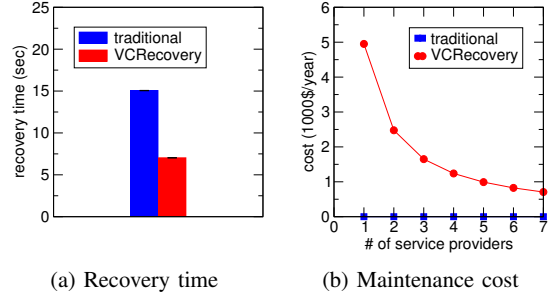 traditional
VCRecovery
recovery time (sec)
25
20
15
10
5
0
(a) Recovery time
traditional
VCRecovery
cost (1000$/year)
6
5
4
3
2
1
0
0 1 2 3 4 5 6 7
# of service providers
(b) Maintenance cost